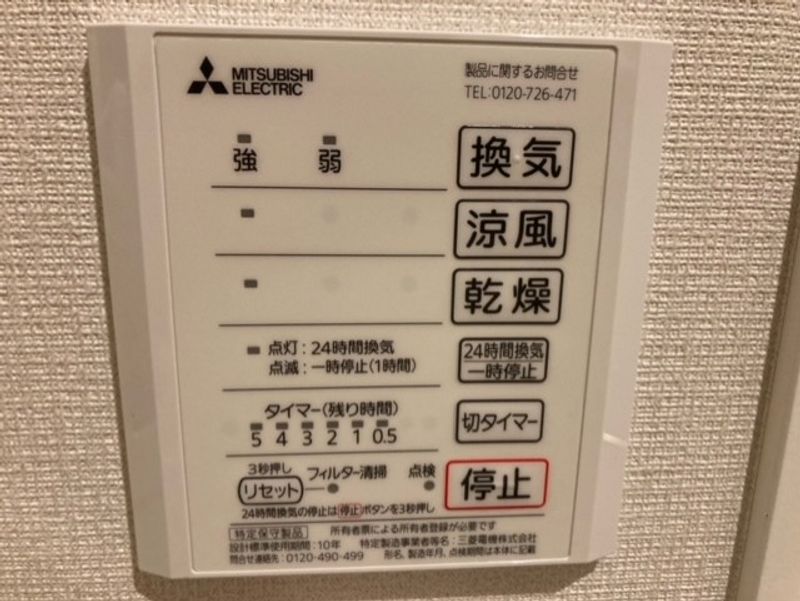 MITSUBISHI
ELECTRIC
製品に関するお問合せ
TEL:0120-726-471
強 弱 換気
涼風
乾燥
点灯:24時間換気
点滅:一時停止(1時間)
24時間換気
一時停止
タイマー(残り時間)
5 4 3 2 1 0.5
切タイマー
3秒押し
リセット フィルター清掃 点検
停止
24時間換気の停止は停止ボタンを3秒押し
特定保守製品 所有者票による所有者登録が必要です
設計標準使用期間:10年 特定製造事業者等名:三菱電機株式会社
問合せ連絡先:0120-490-499 形名、製造年月、点検期間は本体に記載